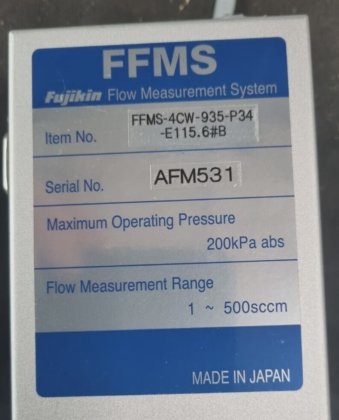 FFMS
Fujikin Flow Measurement System
Item No. FFMS-4CW-935-P34
-E115.6#B
Serial No. AFM531
Maximum Operating Pressure
200kPa abs
Flow Measurement Range
1 ~ 500sccm
MADE IN JAPAN